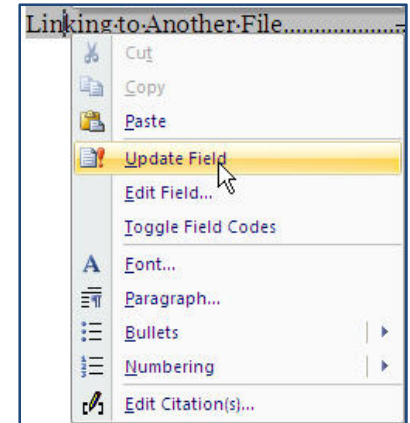 Linking·to·Another·File..................
Cut
Copy
Paste
Update Field
Edit Field...
Toggle Field Codes
A Font...
Paragraph...
Bullets
Numbering
Edit Citation(s)...